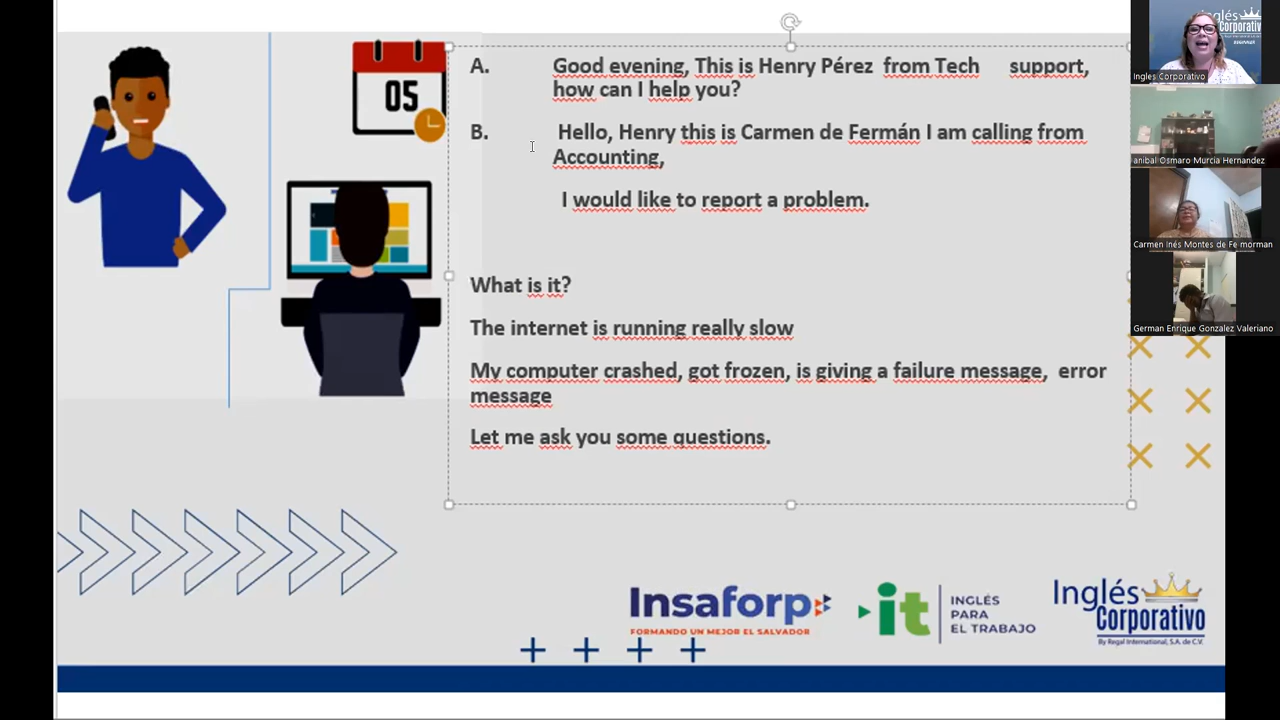 05
A. Good evening, This is Henry Pérez from Tech support,
how can I help you?
B. Hello, Henry this is Carmen de Fermán I am calling from
Accounting,
I would like to report a problem.
What is it?
The internet is running really slow
My computer crashed, got frozen, is giving a failure message, error
message
Let me ask you some questions.
Inglés
Corporativo
Ingles Corporativo
anibal Osmaro Murcia Hernandez
Carmen Inés Montes de Fe morman
German Enrique Gonzalez Valeriano
Insaforp
FORMANDO UN MEJOR EL SALVADOR
it
INGLÉS
PARA
EL TRABAJO
Inglés
Corporativo
By Regal International, S.A. de C.V.